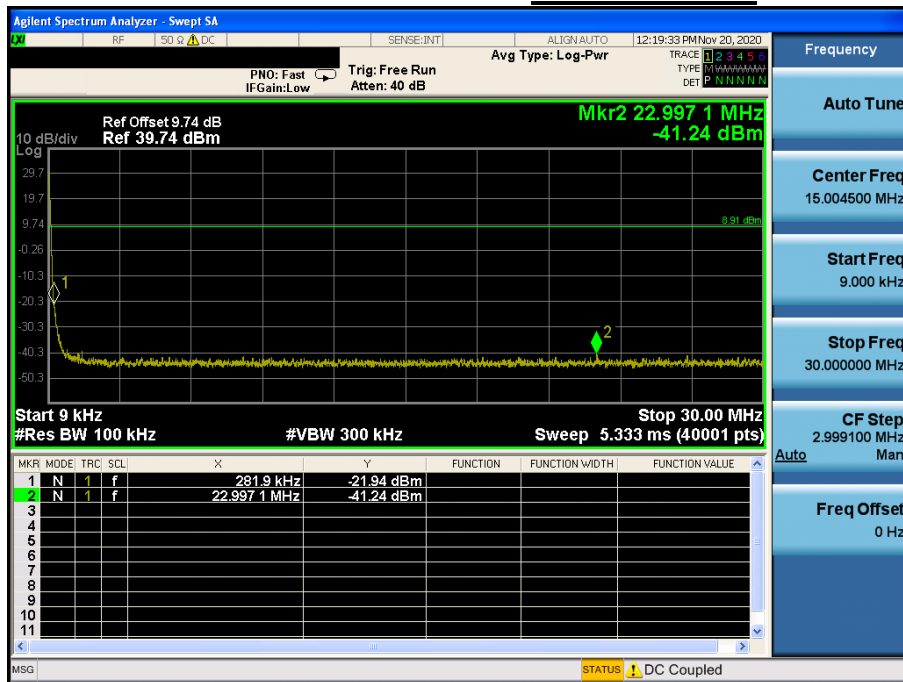 Agilent Spectrum Analyzer - Swept SA
LXI RF 50 Ω DC SENSE:INT ALIGN AUTO 12:19:33 PM Nov 20, 2020
Avg Type: Log-Pwr TRACE 1 2 3 4 5 6
PNO: Fast Trig: Free Run TYPE M WWWWW
IFGain:Low Atten: 40 dB DET P N N N N N
Mkr2 22.997 1 MHz
-41.24 dBm
Ref Offset 9.74 dB
10 dB/div Ref 39.74 dBm
Log
29.7
19.7
9.74
8.91 dBm
-0.26
-10.3
1
-20.3
-30.3
2
-40.3
-50.3
Start 9 kHz Stop 30.00 MHz
#Res BW 100 kHz #VBW 300 kHz Sweep 5.333 ms (40001 pts)
MKR MODE TRC SCL X Y FUNCTION FUNCTION WIDTH FUNCTION VALUE
1 N 1 f 281.9 kHz -21.94 dBm
2 N 1 f 22.997 1 MHz -41.24 dBm
3
4
5
6
7
8
9
10
11
MSG STATUS DC Coupled
Frequency
Auto Tune
Center Freq
15.004500 MHz
Start Freq
9.000 kHz
Stop Freq
30.000000 MHz
CF Step
2.999100 MHz
Auto Man
Freq Offset
0 Hz